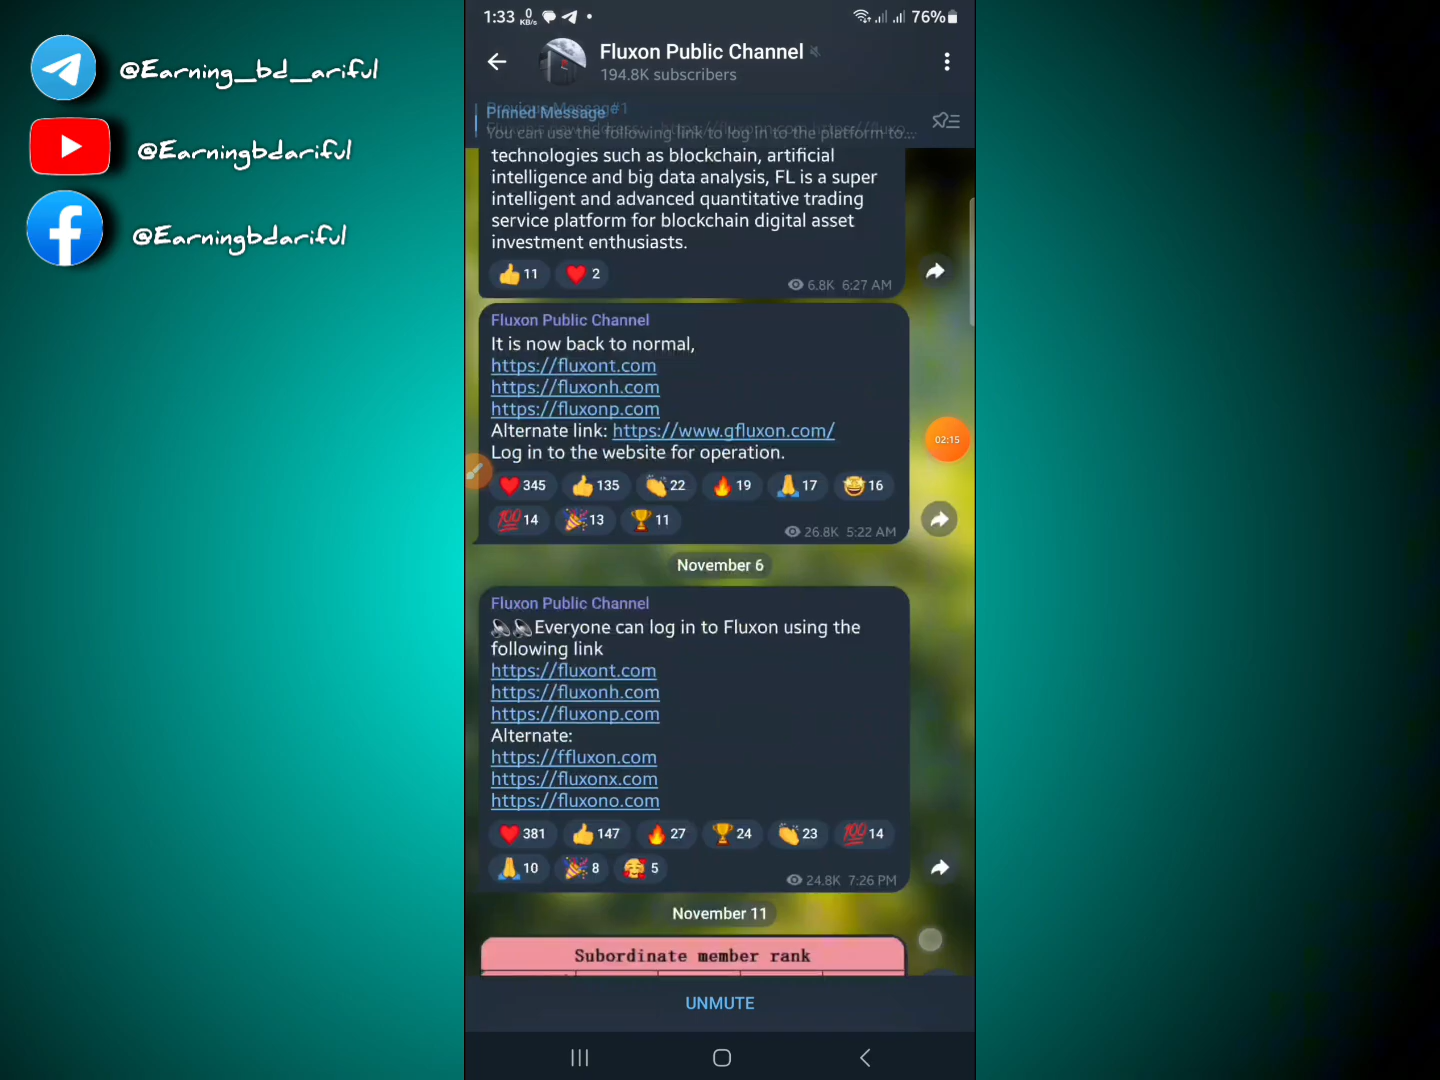 @Earning_bd_ariful
@Earningbdariful
@Earningbdariful
1:33 0 KB/s 76%
Fluxon Public Channel
194.8K subscribers
Previous Message#1
Pinned Message
You can use the following link to log in to the platform to...
technologies such as blockchain, artificial
intelligence and big data analysis, FL is a super
intelligent and advanced quantitative trading
service platform for blockchain digital asset
investment enthusiasts.
👍 11 ❤️ 2
6.8K 6:27 AM
Fluxon Public Channel
It is now back to normal,
https://fluxont.com
https://fluxonh.com
https://fluxonp.com
Alternate link: https://www.gfluxon.com/
Log in to the website for operation.
02:15
❤️ 345 👍 135 👏 22 🔥 19 🙏 17 🤩 16
💯 14 🎉 13 🏆 11
26.8K 5:22 AM
November 6
Fluxon Public Channel
🔊🔊Everyone can log in to Fluxon using the
following link
https://fluxont.com
https://fluxonh.com
https://fluxonp.com
Alternate:
https://ffluxon.com
https://fluxonx.com
https://fluxono.com
❤️ 381 👍 147 🔥 27 🏆 24 👏 23 💯 14
🙏 10 🎉 8 🥰 5
24.8K 7:26 PM
November 11
Subordinate member rank
UNMUTE